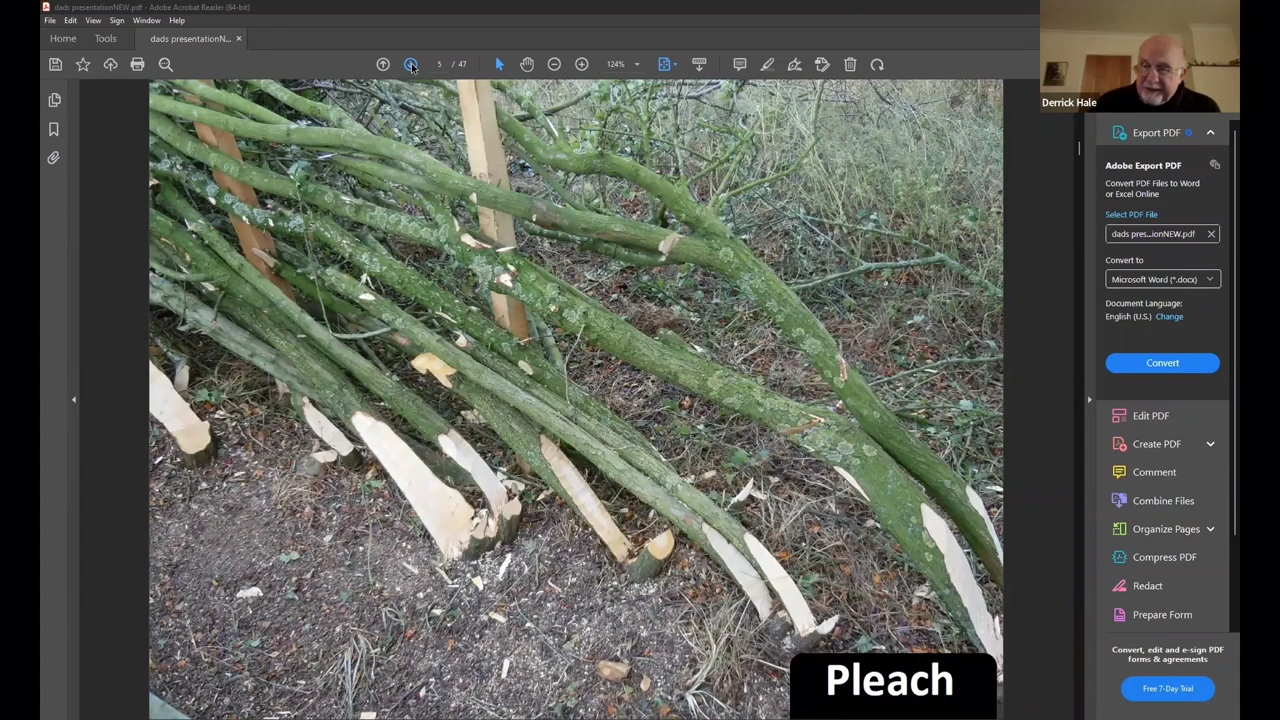 dads presentationNEW.pdf - Adobe Acrobat Reader (64-bit)
File Edit View Sign Window Help
Home Tools dads presentationN... ×
5 / 47 124%
Derrick Hale
Export PDF
Adobe Export PDF
Convert PDF Files to Word
or Excel Online
Select PDF File
dads pres...ionNEW.pdf
Convert to
Microsoft Word (*.docx)
Document Language:
English (U.S.) Change
Convert
Edit PDF
Create PDF
Comment
Combine Files
Organize Pages
Compress PDF
Redact
Prepare Form
Convert, edit and e-sign PDF
forms & agreements
Free 7-Day Trial
Pleach